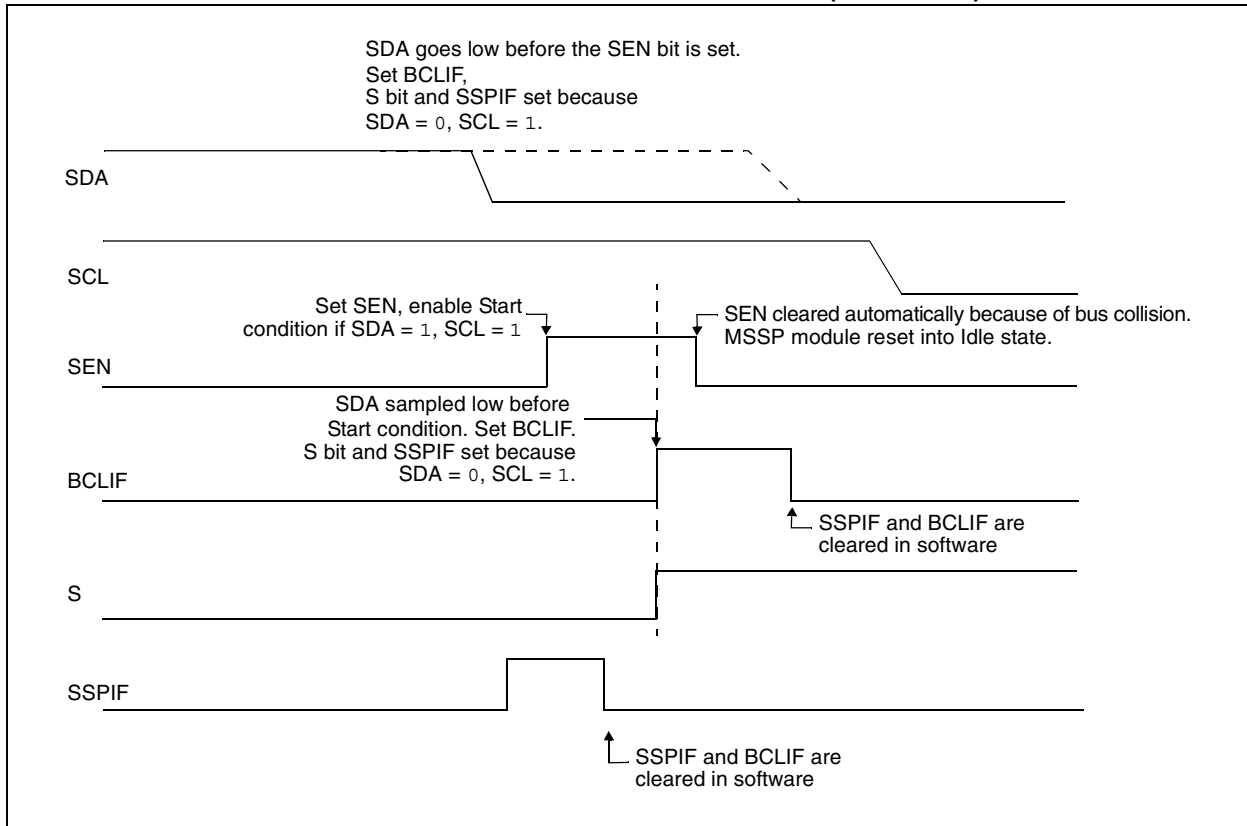 SDA goes low before the SEN bit is set.
Set BCLIF,
S bit and SSPIF set because
SDA = 0, SCL = 1.
SDA
SCL
Set SEN, enable Start
condition if SDA = 1, SCL = 1
SEN cleared automatically because of bus collision.
MSSP module reset into Idle state.
SEN
SDA sampled low before
Start condition. Set BCLIF.
S bit and SSPIF set because
SDA = 0, SCL = 1.
BCLIF
SSPIF and BCLIF are
cleared in software
S
SSPIF
SSPIF and BCLIF are
cleared in software